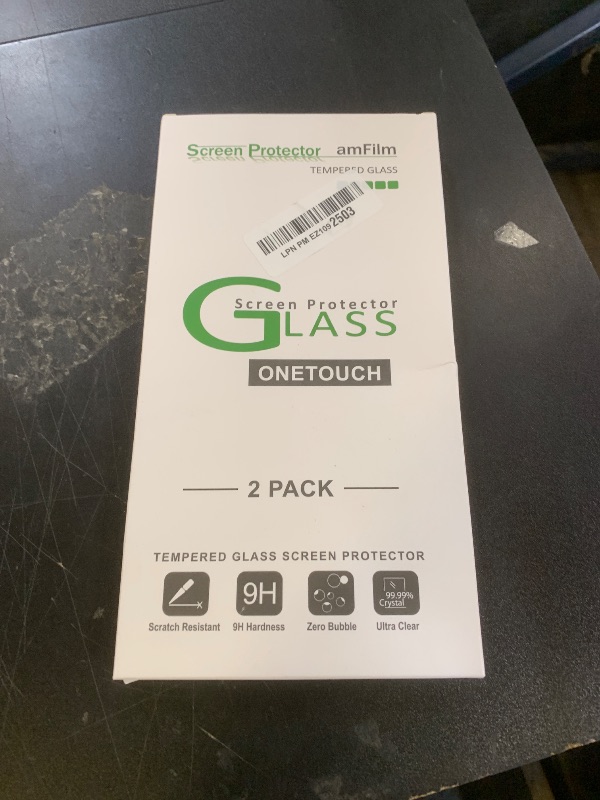 Screen Protector amFilm
TEMPERED GLASS
LPN PM EZ109 2503
Screen Protector
GLASS
ONETOUCH
2 PACK
TEMPERED GLASS SCREEN PROTECTOR
9H
99.99%
Crystal
Scratch Resistant 9H Hardness Zero Bubble Ultra Clear